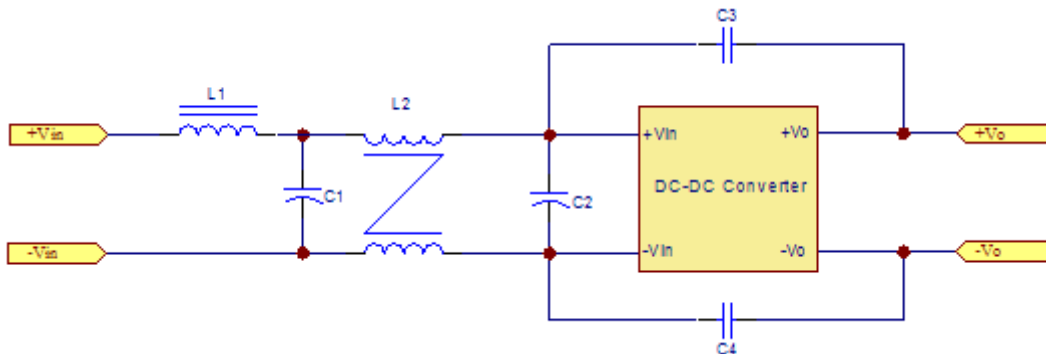 C3
L1
L2
+Vin
+Vin
+Vo
+Vo
C1
DC-DC Converter
C2
-Vin
-Vin
-Vo
-Vo
C4